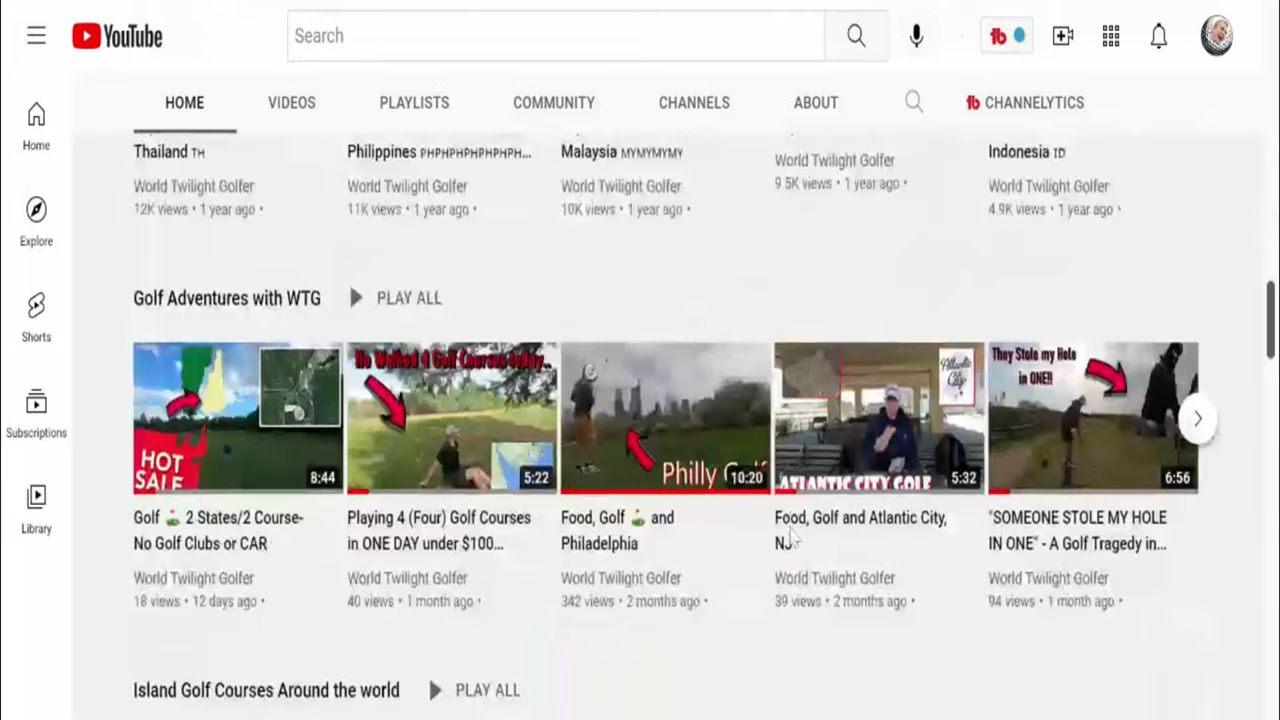 YouTube
Search
HOME VIDEOS PLAYLISTS COMMUNITY CHANNELS ABOUT CHANNELYTICS
Home
Explore
Shorts
Subscriptions
Library
Thailand TH
World Twilight Golfer
12K views • 1 year ago •
Philippines PHPHPHPHPHPHPH...
World Twilight Golfer
11K views • 1 year ago •
Malaysia MYMYMYMY
World Twilight Golfer
10K views • 1 year ago •
World Twilight Golfer
9.5K views • 1 year ago •
Indonesia ID
World Twilight Golfer
4.9K views • 1 year ago •
Golf Adventures with WTG PLAY ALL
HOT
SALE
8:44
Golf ⛳ 2 States/2 Course-
No Golf Clubs or CAR
World Twilight Golfer
18 views • 12 days ago •
He Walked 4 Golf Courses today..
5:22
Playing 4 (Four) Golf Courses
in ONE DAY under $100...
World Twilight Golfer
40 views • 1 month ago •
Philly Golf
10:20
Food, Golf ⛳ and
Philadelphia
World Twilight Golfer
342 views • 2 months ago •
Atlantic
City
ATLANTIC CITY GOLF
5:32
Food, Golf and Atlantic City,
NJ
World Twilight Golfer
39 views • 2 months ago •
They Stole my Hole
in ONE!!
6:56
"SOMEONE STOLE MY HOLE
IN ONE" - A Golf Tragedy in...
World Twilight Golfer
94 views • 1 month ago •
Island Golf Courses Around the world PLAY ALL